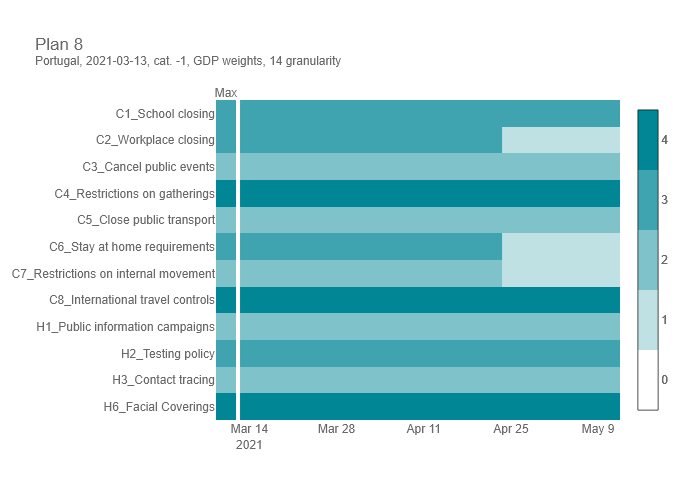 Plan 8
Portugal, 2021-03-13, cat. -1, GDP weights, 14 granularity
Max
C1_School closing
C2_Workplace closing
C3_Cancel public events
C4_Restrictions on gatherings
C5_Close public transport
C6_Stay at home requirements
C7_Restrictions on internal movement
C8_International travel controls
H1_Public information campaigns
H2_Testing policy
H3_Contact tracing
H6_Facial Coverings
Mar 14 Mar 28 Apr 11 Apr 25 May 9
2021
4
3
2
1
0